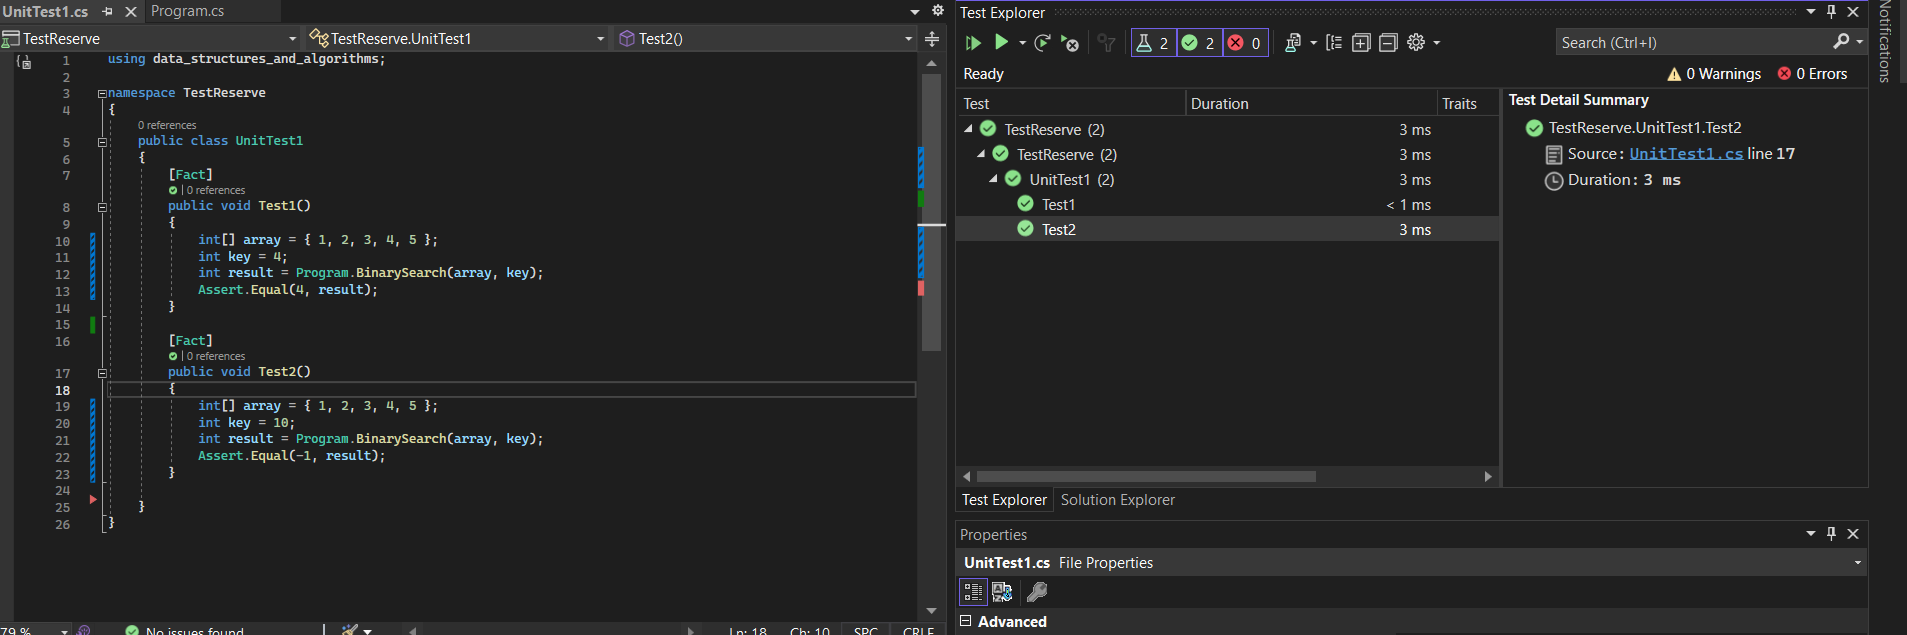 UnitTest1.cs
Program.cs
TestReserve
TestReserve.UnitTest1
Test2()
1 using data_structures_and_algorithms;
2
3 namespace TestReserve
4 {
0 references
5 public class UnitTest1
6 {
7 [Fact]
0 references
8 public void Test1()
9 {
10 int[] array = { 1, 2, 3, 4, 5 };
11 int key = 4;
12 int result = Program.BinarySearch(array, key);
13 Assert.Equal(4, result);
14 }
15
16 [Fact]
0 references
17 public void Test2()
18 {
19 int[] array = { 1, 2, 3, 4, 5 };
20 int key = 10;
21 int result = Program.BinarySearch(array, key);
22 Assert.Equal(-1, result);
23 }
24
25 }
26 }
79 %
No issues found
Ln: 18 Ch: 10 SPC CRLF
Test Explorer
2 2 0
Search (Ctrl+I)
Ready
0 Warnings 0 Errors
Test Duration Traits
TestReserve (2) 3 ms
TestReserve (2) 3 ms
UnitTest1 (2) 3 ms
Test1 < 1 ms
Test2 3 ms
Test Detail Summary
TestReserve.UnitTest1.Test2
Source: UnitTest1.cs line 17
Duration: 3 ms
Test Explorer Solution Explorer
Properties
UnitTest1.cs File Properties
Advanced
Notifications